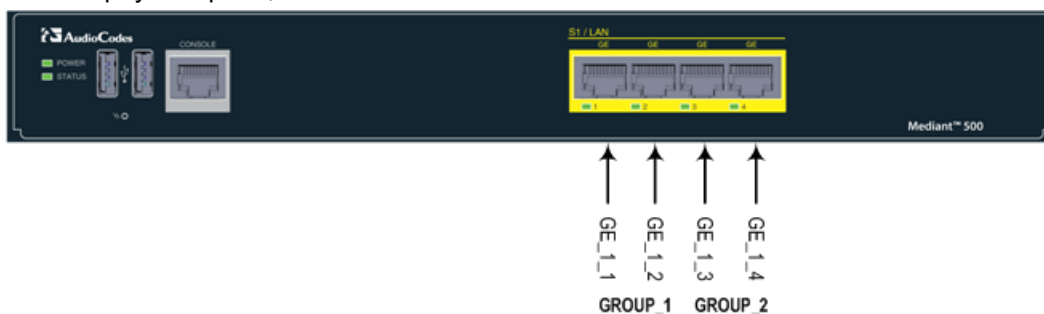 AudioCodes
CONSOLE
POWER
STATUS
S1 / LAN
GE GE GE GE
1 2 3 4
Mediant™ 500
GE_1_1
GE_1_2
GE_1_3
GE_1_4
GROUP_1 GROUP_2